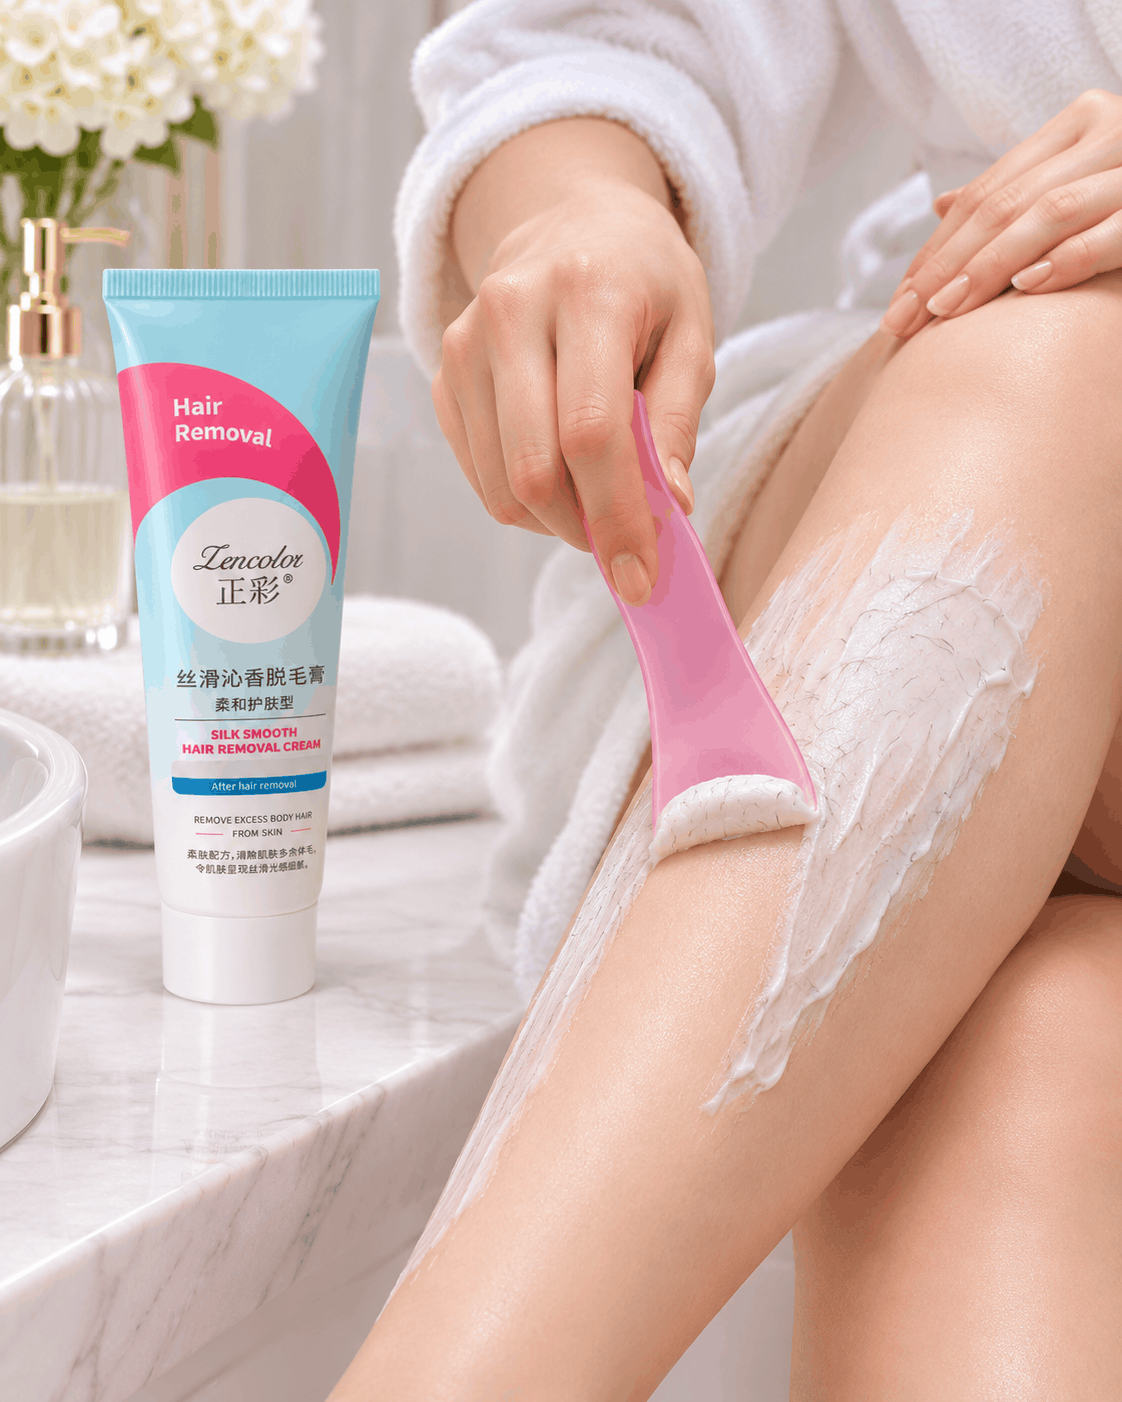 Hair
Removal
Zencolor
正彩®
丝滑沁香脱毛膏
柔和护肤型
SILK SMOOTH
HAIR REMOVAL CREAM
After hair removal
REMOVE EXCESS BODY HAIR
FROM SKIN
柔肤配方,滑除肌肤多余体毛,
令肌肤呈现丝滑光感细腻。